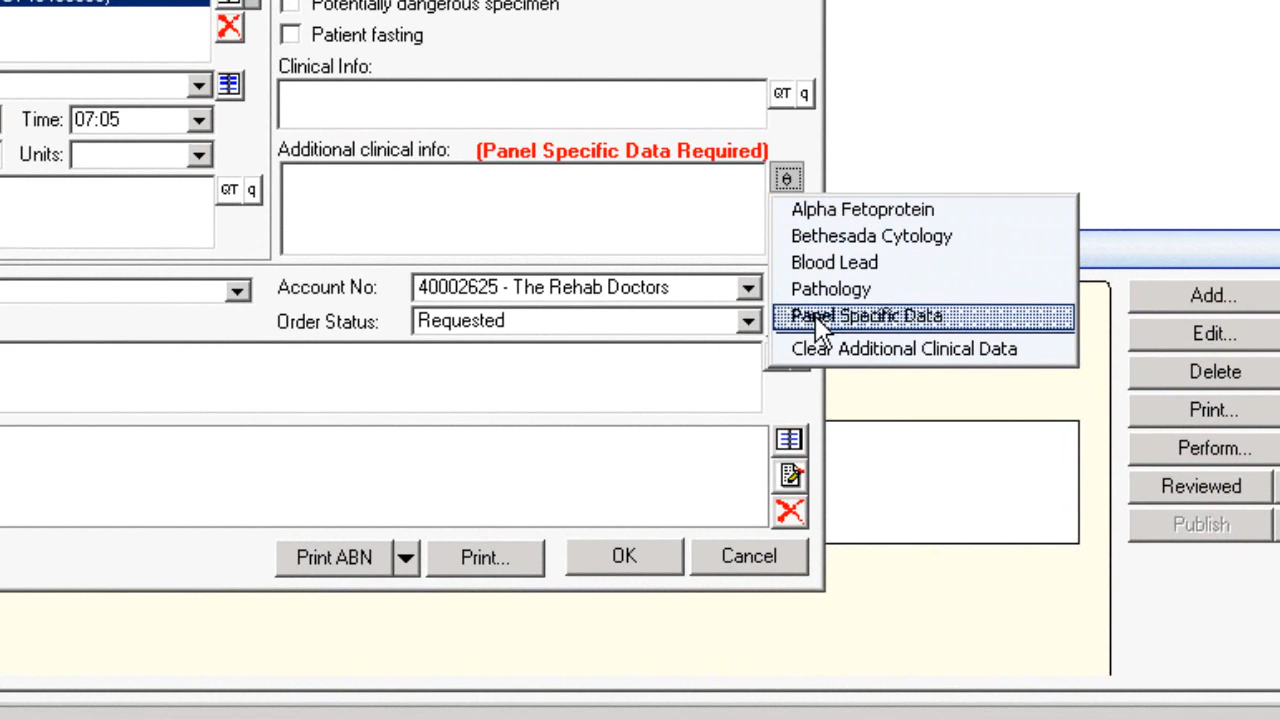 Potentially dangerous specimen
Patient fasting
Clinical Info:
QT q
Time: 07:05
Additional clinical info: (Panel Specific Data Required)
Units:
QT q
Alpha Fetoprotein
Bethesada Cytology
Blood Lead
Pathology
Panel Specific Data
Clear Additional Clinical Data
Account No: 40002625 - The Rehab Doctors
Order Status: Requested
Add...
Edit...
Delete
Print...
Perform...
Reviewed
Publish
Print ABN
Print...
OK
Cancel